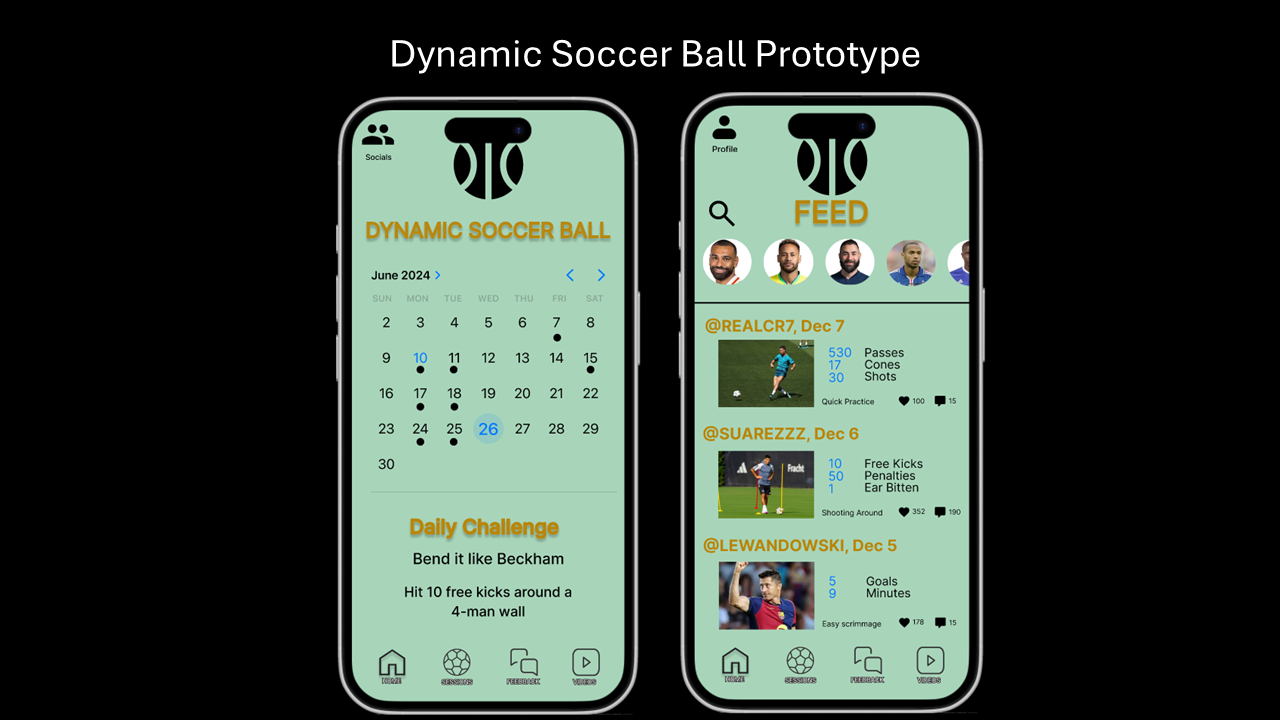 Dynamic Soccer Ball Prototype
Socials
DYNAMIC SOCCER BALL
June 2024
SUN MON TUE WED THU FRI SAT
2 3 4 5 6 7 8
9 10 11 12 13 14 15
16 17 18 19 20 21 22
23 24 25 26 27 28 29
30
Daily Challenge
Bend it like Beckham
Hit 10 free kicks around a
4-man wall
HOME SESSIONS FEEDBACK VIDEOS
Profile
FEED
@REALCR7, Dec 7
530 Passes
17 Cones
30 Shots
Quick Practice 100 15
@SUAREZZZ, Dec 6
Fracht
10 Free Kicks
50 Penalties
1 Ear Bitten
Shooting Around 352 190
@LEWANDOWSKI, Dec 5
5 Goals
9 Minutes
Easy scrimmage 178 15
HOME SESSIONS FEEDBACK VIDEOS